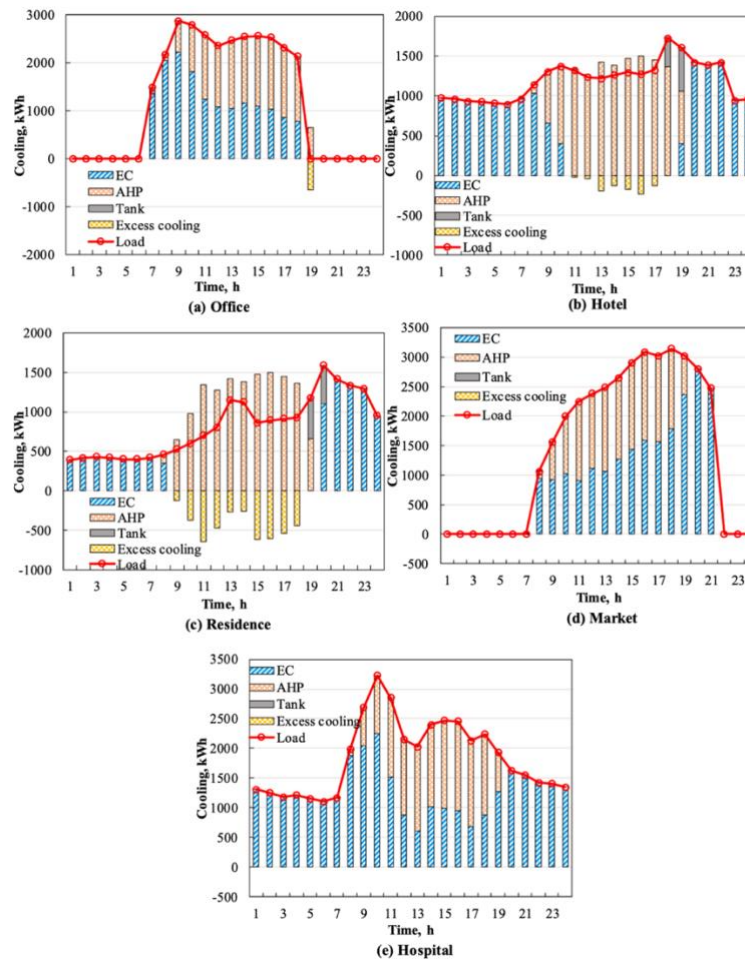 3000
2000
1000
0
-1000
-2000
Cooling, kWh
EC
AHP
Tank
Excess cooling
Load
1 3 5 7 9 11 13 15 17 19 21 23
Time, h
(a) Office
2000
1500
1000
500
0
-500
-1000
Cooling, kWh
EC
AHP
Tank
Excess cooling
Load
1 3 5 7 9 11 13 15 17 19 21 23
Time, h
(b) Hotel
2000
1500
1000
500
0
-500
-1000
Cooling, kWh
EC
AHP
Tank
Excess cooling
Load
1 3 5 7 9 11 13 15 17 19 21 23
Time, h
(c) Residence
3500
3000
2500
2000
1500
1000
500
0
-500
Cooling, kWh
EC
AHP
Tank
Excess cooling
Load
1 3 5 7 9 11 13 15 17 19 21 23
Time, h
(d) Market
3500
3000
2500
2000
1500
1000
500
0
-500
Cooling, kWh
EC
AHP
Tank
Excess cooling
Load
1 3 5 7 9 11 13 15 17 19 21 23
Time, h
(e) Hospital